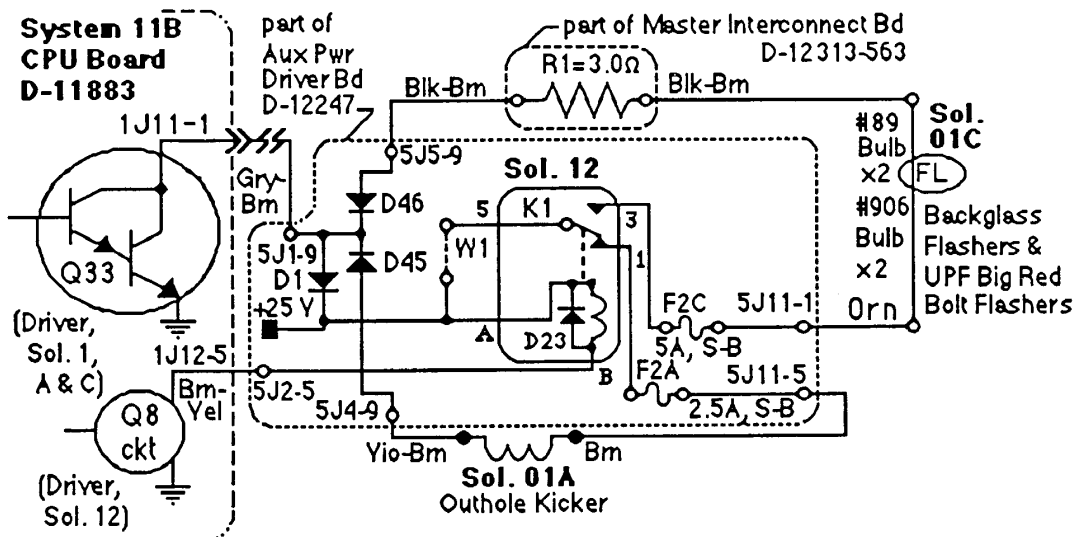 System 11B
CPU Board
D-11883
part of
Aux Pwr
Driver Bd
D-12247
part of Master Interconnect Bd
D-12313-563
R1=3.0Ω
Blk-Brn
Blk-Brn
1J11-1
Gry-
Brn
5J5-9
Sol. 12
#89
Bulb
x2
Sol.
01C
FL
#906
Bulb
x2
Backglass
Flashers &
UPF Big Red
Bolt Flashers
Orn
Q33
5J1-9
D46
D45
D1
+25 V
5
W1
K1
3
1
A
D23
B
F2C
5A, S-B
5J11-1
F2A
2.5A, S-B
5J11-5
(Driver,
Sol. 1,
A & C)
1J12-5
Brn-
Yel
5J2-5
5J4-9
Q8
ckt
(Driver,
Sol. 12)
Ylo-Brn
Brn
Sol. 01A
Outhole Kicker